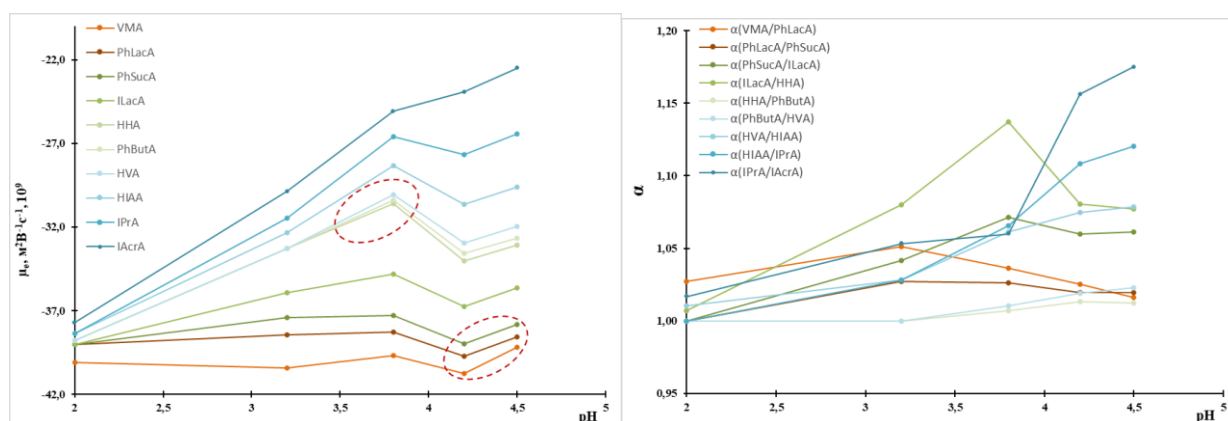 -22,0
-27,0
-32,0
-37,0
-42,0
μₑ, м²В⁻¹с⁻¹, 10⁹
VMA
PhLacA
PhSucA
ILacA
HHA
PhButA
HVA
HIAA
IPrA
IAcrA
2 2,5 3 3,5 4 4,5 5
pH
1,20
1,15
1,10
1,05
1,00
0,95
α
α(VMA/PhLacA)
α(PhLacA/PhSucA)
α(PhSucA/ILacA)
α(ILacA/HHA)
α(HHA/PhButA)
α(PhButA/HVA)
α(HVA/HIAA)
α(HIAA/IPrA)
α(IPrA/IAcrA)
2 2,5 3 3,5 4 4,5 5
pH